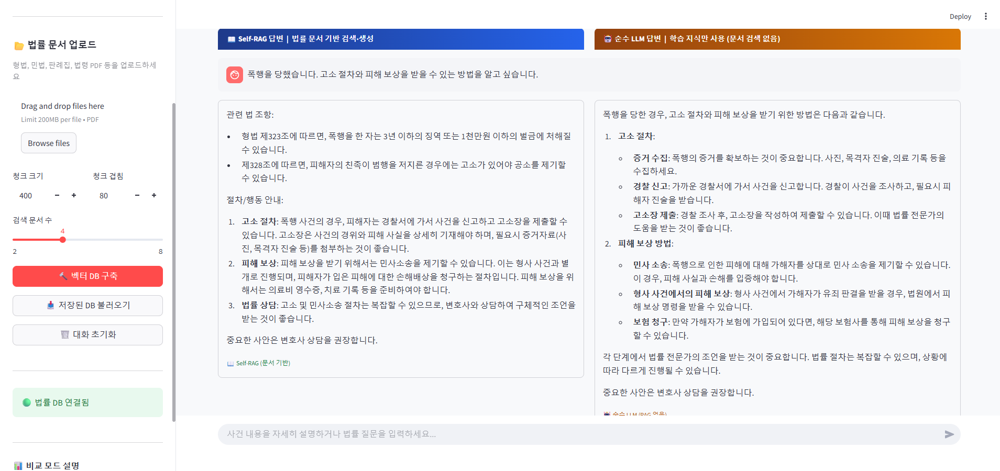 법률 문서 업로드
형법, 민법, 판례집, 법령 PDF 등을 업로드하세
요
Drag and drop files here
Limit 200MB per file • PDF
Browse files
청크 크기
청크 겹침
400
80
검색 문서 수
4
2
8
벡터 DB 구축
저장된 DB 불러오기
대화 초기화
법률 DB 연결됨
비교 모드 설명
Deploy
Self-RAG 답변 | 법률 문서 기반 검색·생성
순수 LLM 답변 | 학습 지식만 사용 (문서 검색 없음)
폭행을 당했습니다. 고소 절차와 피해 보상을 받을 수 있는 방법을 알고 싶습니다.
관련 법 조항:
• 형법 제323조에 따르면, 폭행을 한 자는 3년 이하의 징역 또는 1천만원 이하의 벌금에 처해질
수 있습니다.
• 제328조에 따르면, 피해자의 친족이 범행을 저지른 경우에는 고소가 있어야 공소를 제기할
수 있습니다.
절차/행동 안내:
1. 고소 절차: 폭행 사건의 경우, 피해자는 경찰서에 가서 사건을 신고하고 고소장을 제출할 수
있습니다. 고소장은 사건의 경위와 피해 사실을 상세히 기재해야 하며, 필요시 증거자료(사
진, 목격자 진술 등)를 첨부하는 것이 좋습니다.
2. 피해 보상: 피해 보상을 받기 위해서는 민사소송을 제기할 수 있습니다. 이는 형사 사건과 별
개로 진행되며, 피해자가 입은 피해에 대한 손해배상을 청구하는 절차입니다. 피해 보상을 위
해서는 의료비 영수증, 치료 기록 등을 준비하여야 합니다.
3. 법률 상담: 고소 및 민사소송 절차는 복잡할 수 있으므로, 변호사와 상담하여 구체적인 조언을
받는 것이 좋습니다.
중요한 사안은 변호사 상담을 권장합니다.
Self-RAG (문서 기반)
폭행을 당한 경우, 고소 절차와 피해 보상을 받기 위한 방법은 다음과 같습니다.
1. 고소 절차:
증거 수집: 폭행의 증거를 확보하는 것이 중요합니다. 사진, 목격자 진술, 의료 기록 등을
수집하세요.
경찰 신고: 가까운 경찰서에 가서 사건을 신고합니다. 경찰이 사건을 조사하고, 필요시 피
해자 진술을 받습니다.
고소장 제출: 경찰 조사 후, 고소장을 작성하여 제출할 수 있습니다. 이때 법률 전문가의
도움을 받는 것이 좋습니다.
2. 피해 보상 방법:
민사 소송: 폭행으로 인한 피해에 대해 가해자를 상대로 민사 소송을 제기할 수 있습니다.
이 경우, 피해 사실과 손해를 입증해야 합니다.
형사 사건에서의 피해 보상: 형사 사건에서 가해자가 유죄 판결을 받을 경우, 법원에서 피
해 보상 명령을 받을 수 있습니다.
보험 청구: 만약 가해자가 보험에 가입되어 있다면, 해당 보험사를 통해 피해 보상을 청구
할 수 있습니다.
각 단계에서 법률 전문가의 조언을 받는 것이 중요합니다. 법률 절차는 복잡할 수 있으며, 상황에
따라 다르게 진행될 수 있습니다.
중요한 사안은 변호사 상담을 권장합니다.
순수 LLM (RAG 없음)
사건 내용을 자세히 설명하거나 법률 질문을 입력하세요...